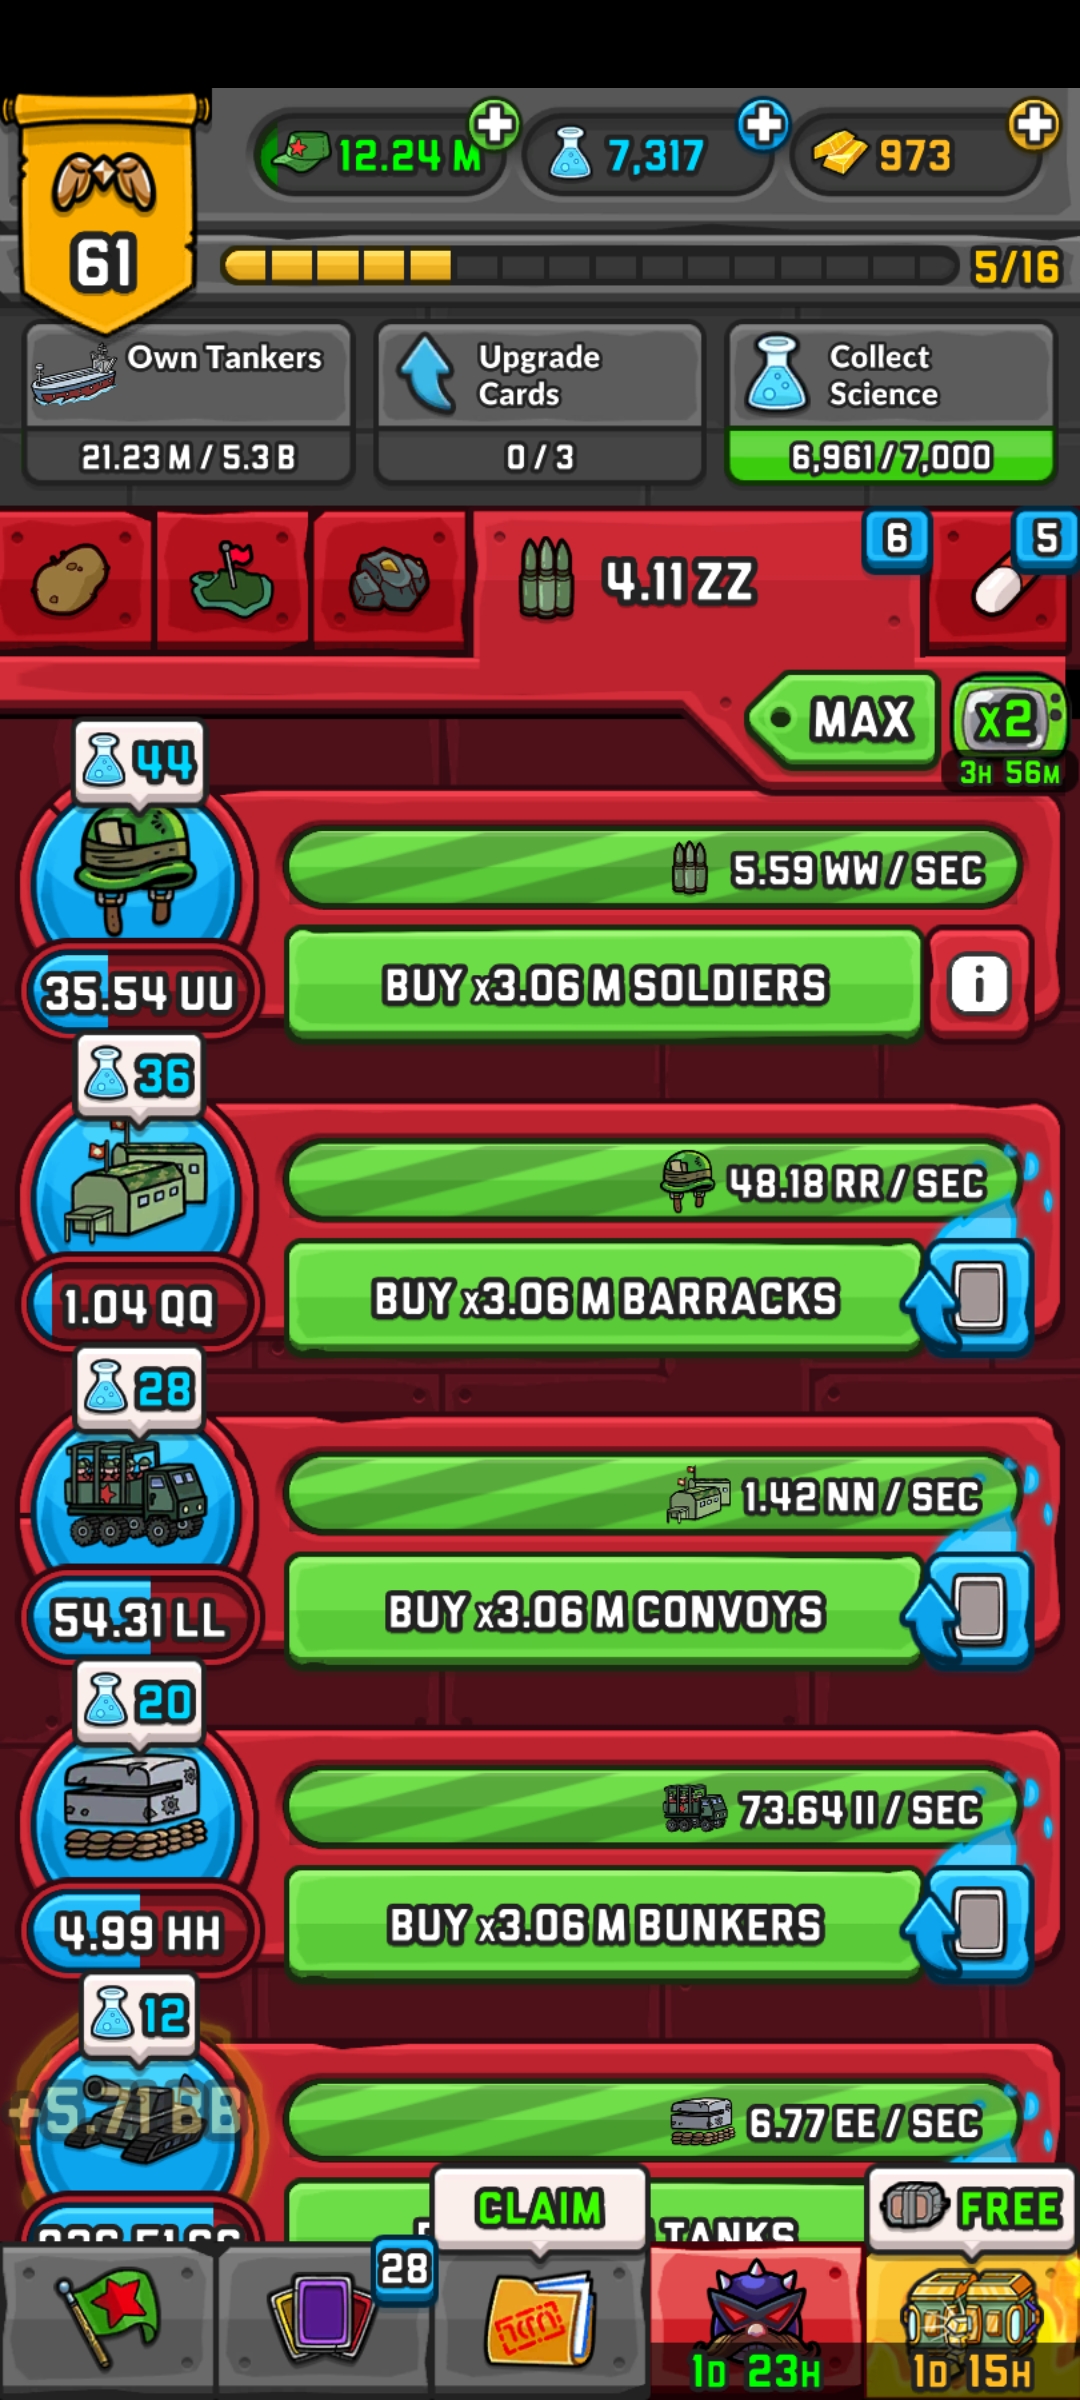 12.24 M
7,317
973
61
5/16
Own Tankers
21.23 M / 5.3 B
Upgrade
Cards
0 / 3
Collect
Science
6,961/7,000
4.11 ZZ
6
5
MAX
x2
3H 56M
44
5.59 WW / SEC
35.54 UU
BUY x3.06 M SOLDIERS
i
36
48.18 RR / SEC
1.04 QQ
BUY x3.06 M BARRACKS
28
1.42 NN / SEC
54.31 LL
BUY x3.06 M CONVOYS
20
73.64 II / SEC
4.99 HH
BUY x3.06 M BUNKERS
12
+5.71 BB
6.77 EE / SEC
TANKS
CLAIM
FREE
28
1D 23H
1D 15H